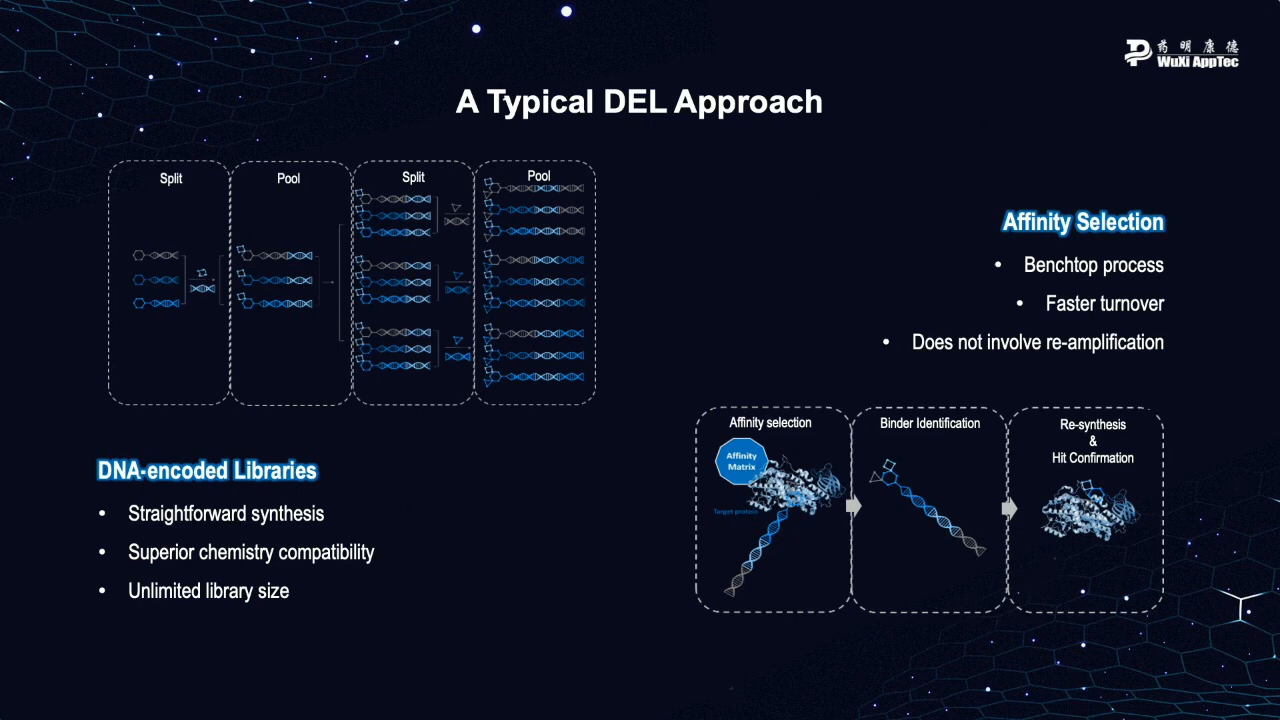 药明康德
WuXi AppTec
A Typical DEL Approach
Split
Pool
Split
Pool
Affinity Selection
• Benchtop process
• Faster turnover
• Does not involve re-amplification
DNA-encoded Libraries
• Straightforward synthesis
• Superior chemistry compatibility
• Unlimited library size
Affinity selection
Affinity
Matrix
Target protein
Binder Identification
Re-synthesis
&
Hit Confirmation